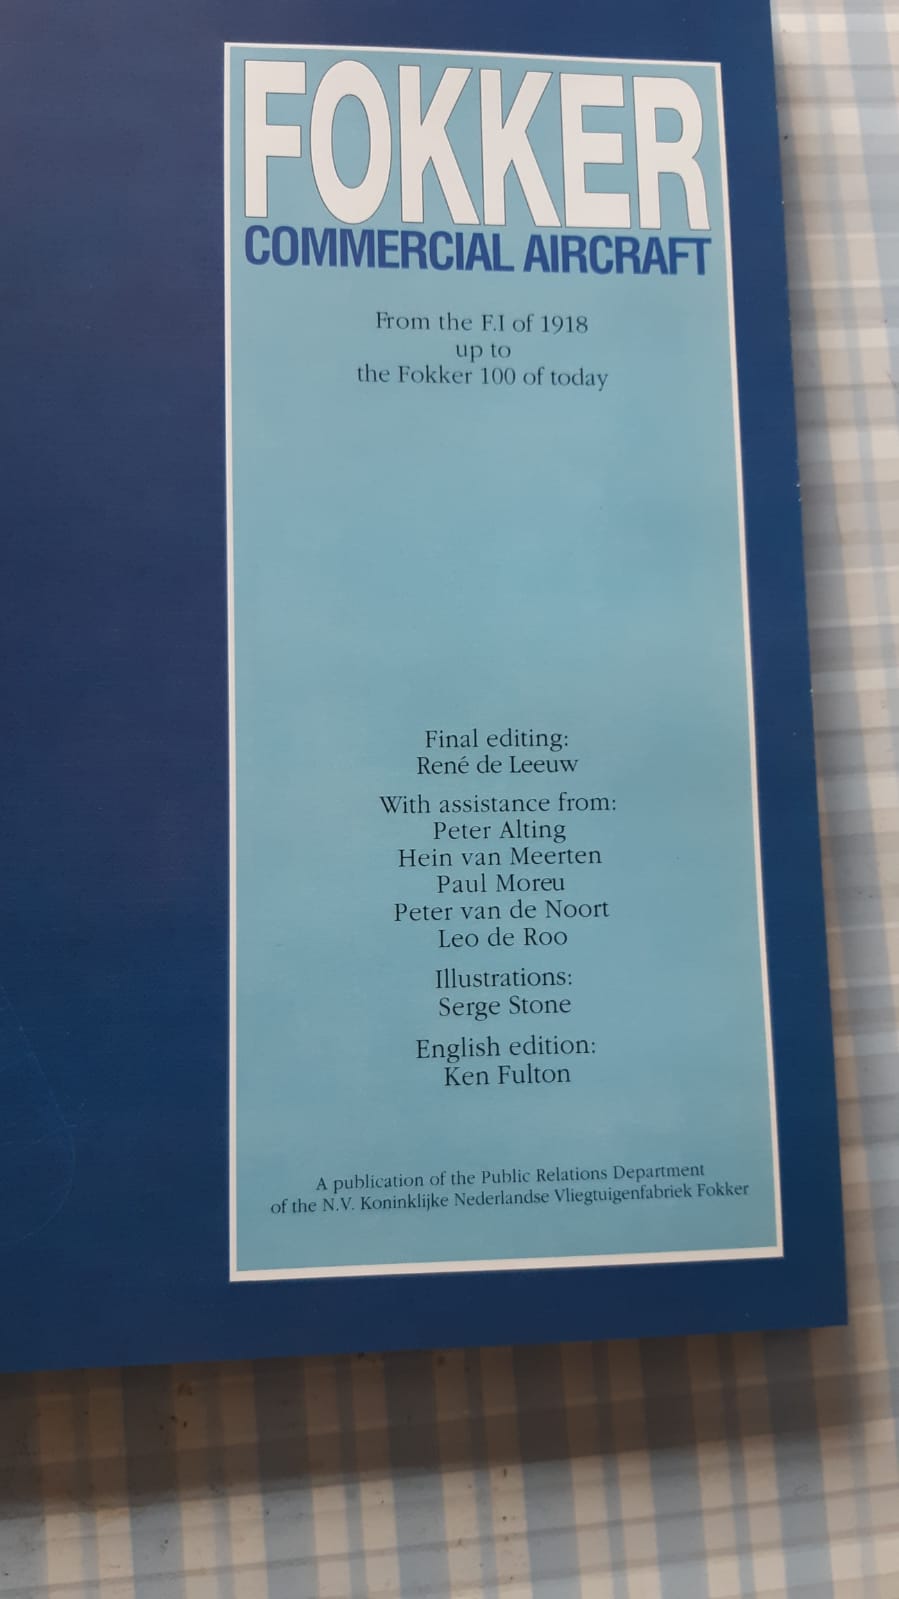 FOKKER
COMMERCIAL AIRCRAFT
From the F.I of 1918
up to
the Fokker 100 of today
Final editing:
René de Leeuw
With assistance from:
Peter Alting
Hein van Meerten
Paul Moreu
Peter van de Noort
Leo de Roo
Illustrations:
Serge Stone
English edition:
Ken Fulton
A publication of the Public Relations Department
of the N.V. Koninklijke Nederlandse Vliegtuigenfabriek Fokker